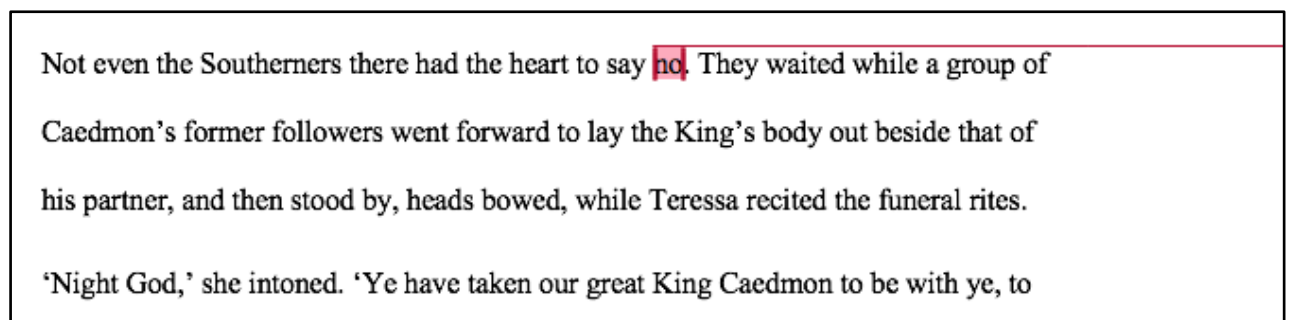 Not even the Southerners there had the heart to say no. They waited while a group of
Caedmon’s former followers went forward to lay the King’s body out beside that of
his partner, and then stood by, heads bowed, while Teressa recited the funeral rites.
‘Night God,’ she intoned. ‘Ye have taken our great King Caedmon to be with ye, to